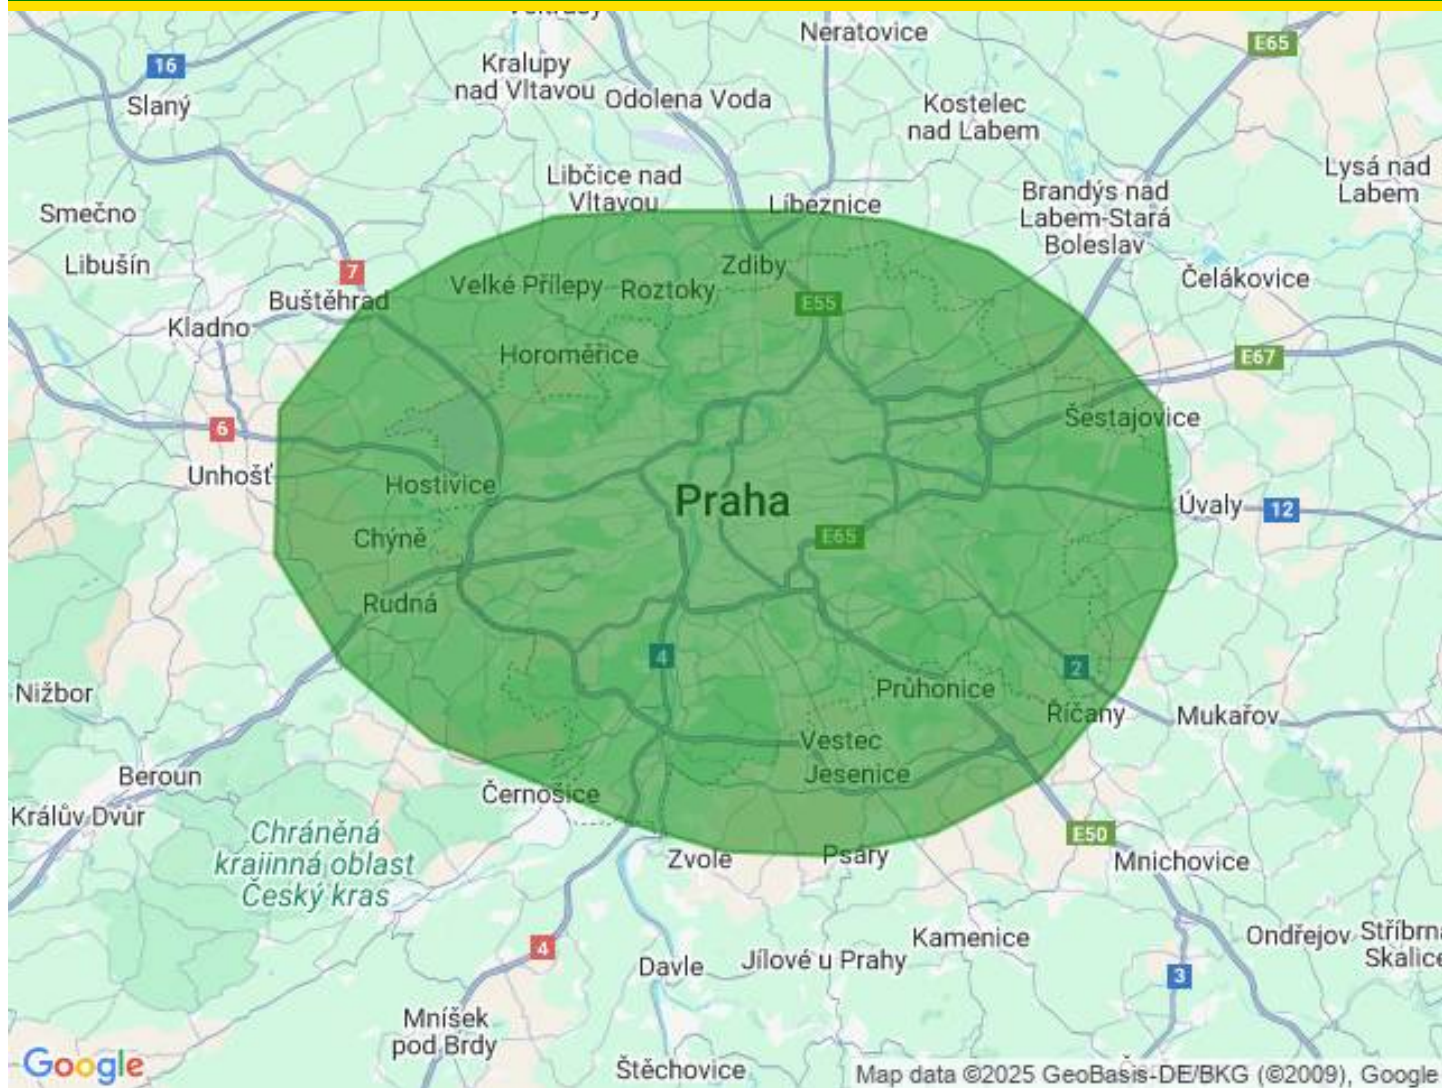 Neratovice
E65
16
Kralupy
nad Vltavou
Odolena Voda
Slaný
Kostelec
nad Labem
Lysá nad
Labem
Libčice nad
Vltavou
Líbeznice
Brandýs nad
Labem-Stará
Boleslav
Smečno
Libušín
7
Zdiby
Čelákovice
Velké Přílepy
Roztoky
Buštěhrad
E55
Kladno
Horoměřice
E67
Šestajovice
6
Unhošť
Hostivice
Praha
Úvaly
12
Chýně
E65
Rudná
4
2
Nižbor
Průhonice
Říčany
Mukařov
Vestec
Beroun
Jesenice
Černošice
Králův Dvůr
Chráněná
krajinná oblast
Český kras
E50
Zvole
Psáry
Mnichovice
4
Kamenice
Ondřejov
Stříbrná
Skalice
Davle
Jílové u Prahy
3
Mníšek
pod Brdy
Google
Štěchovice
Map data ©2025 GeoBasis-DE/BKG (©2009), Google